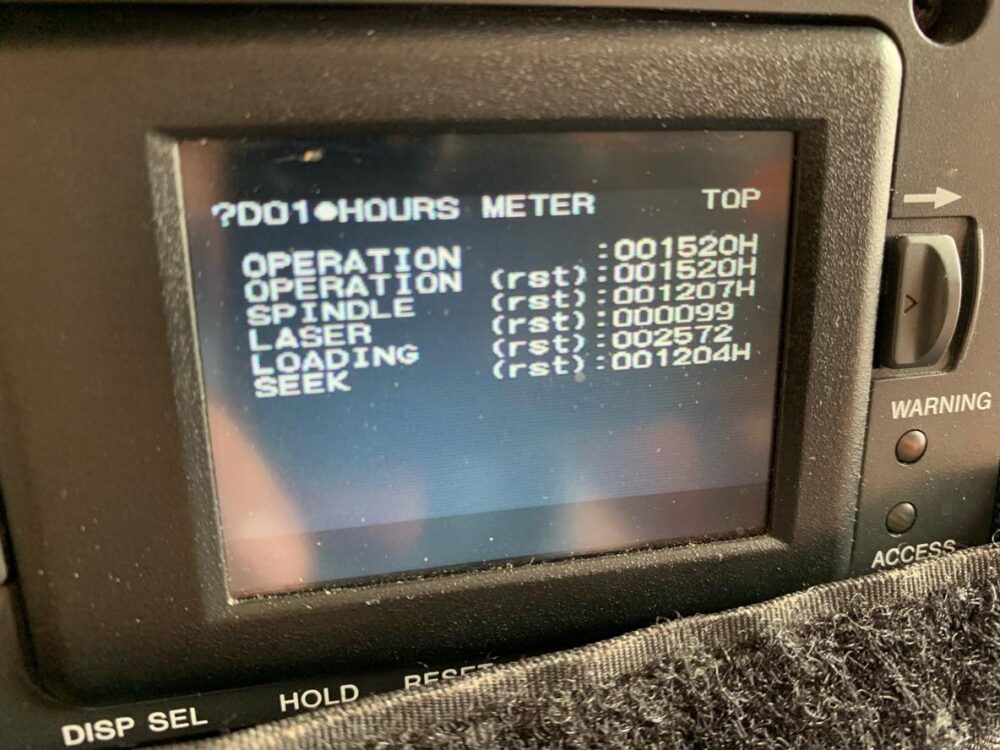 ?D01●HOURS METER TOP
OPERATION :001520H
OPERATION (rst):001520H
SPINDLE (rst):001207H
LASER (rst):000099
LOADING (rst):002572
SEEK (rst):001204H
WARNING
ACCESS
DISP SEL
HOLD
RESET